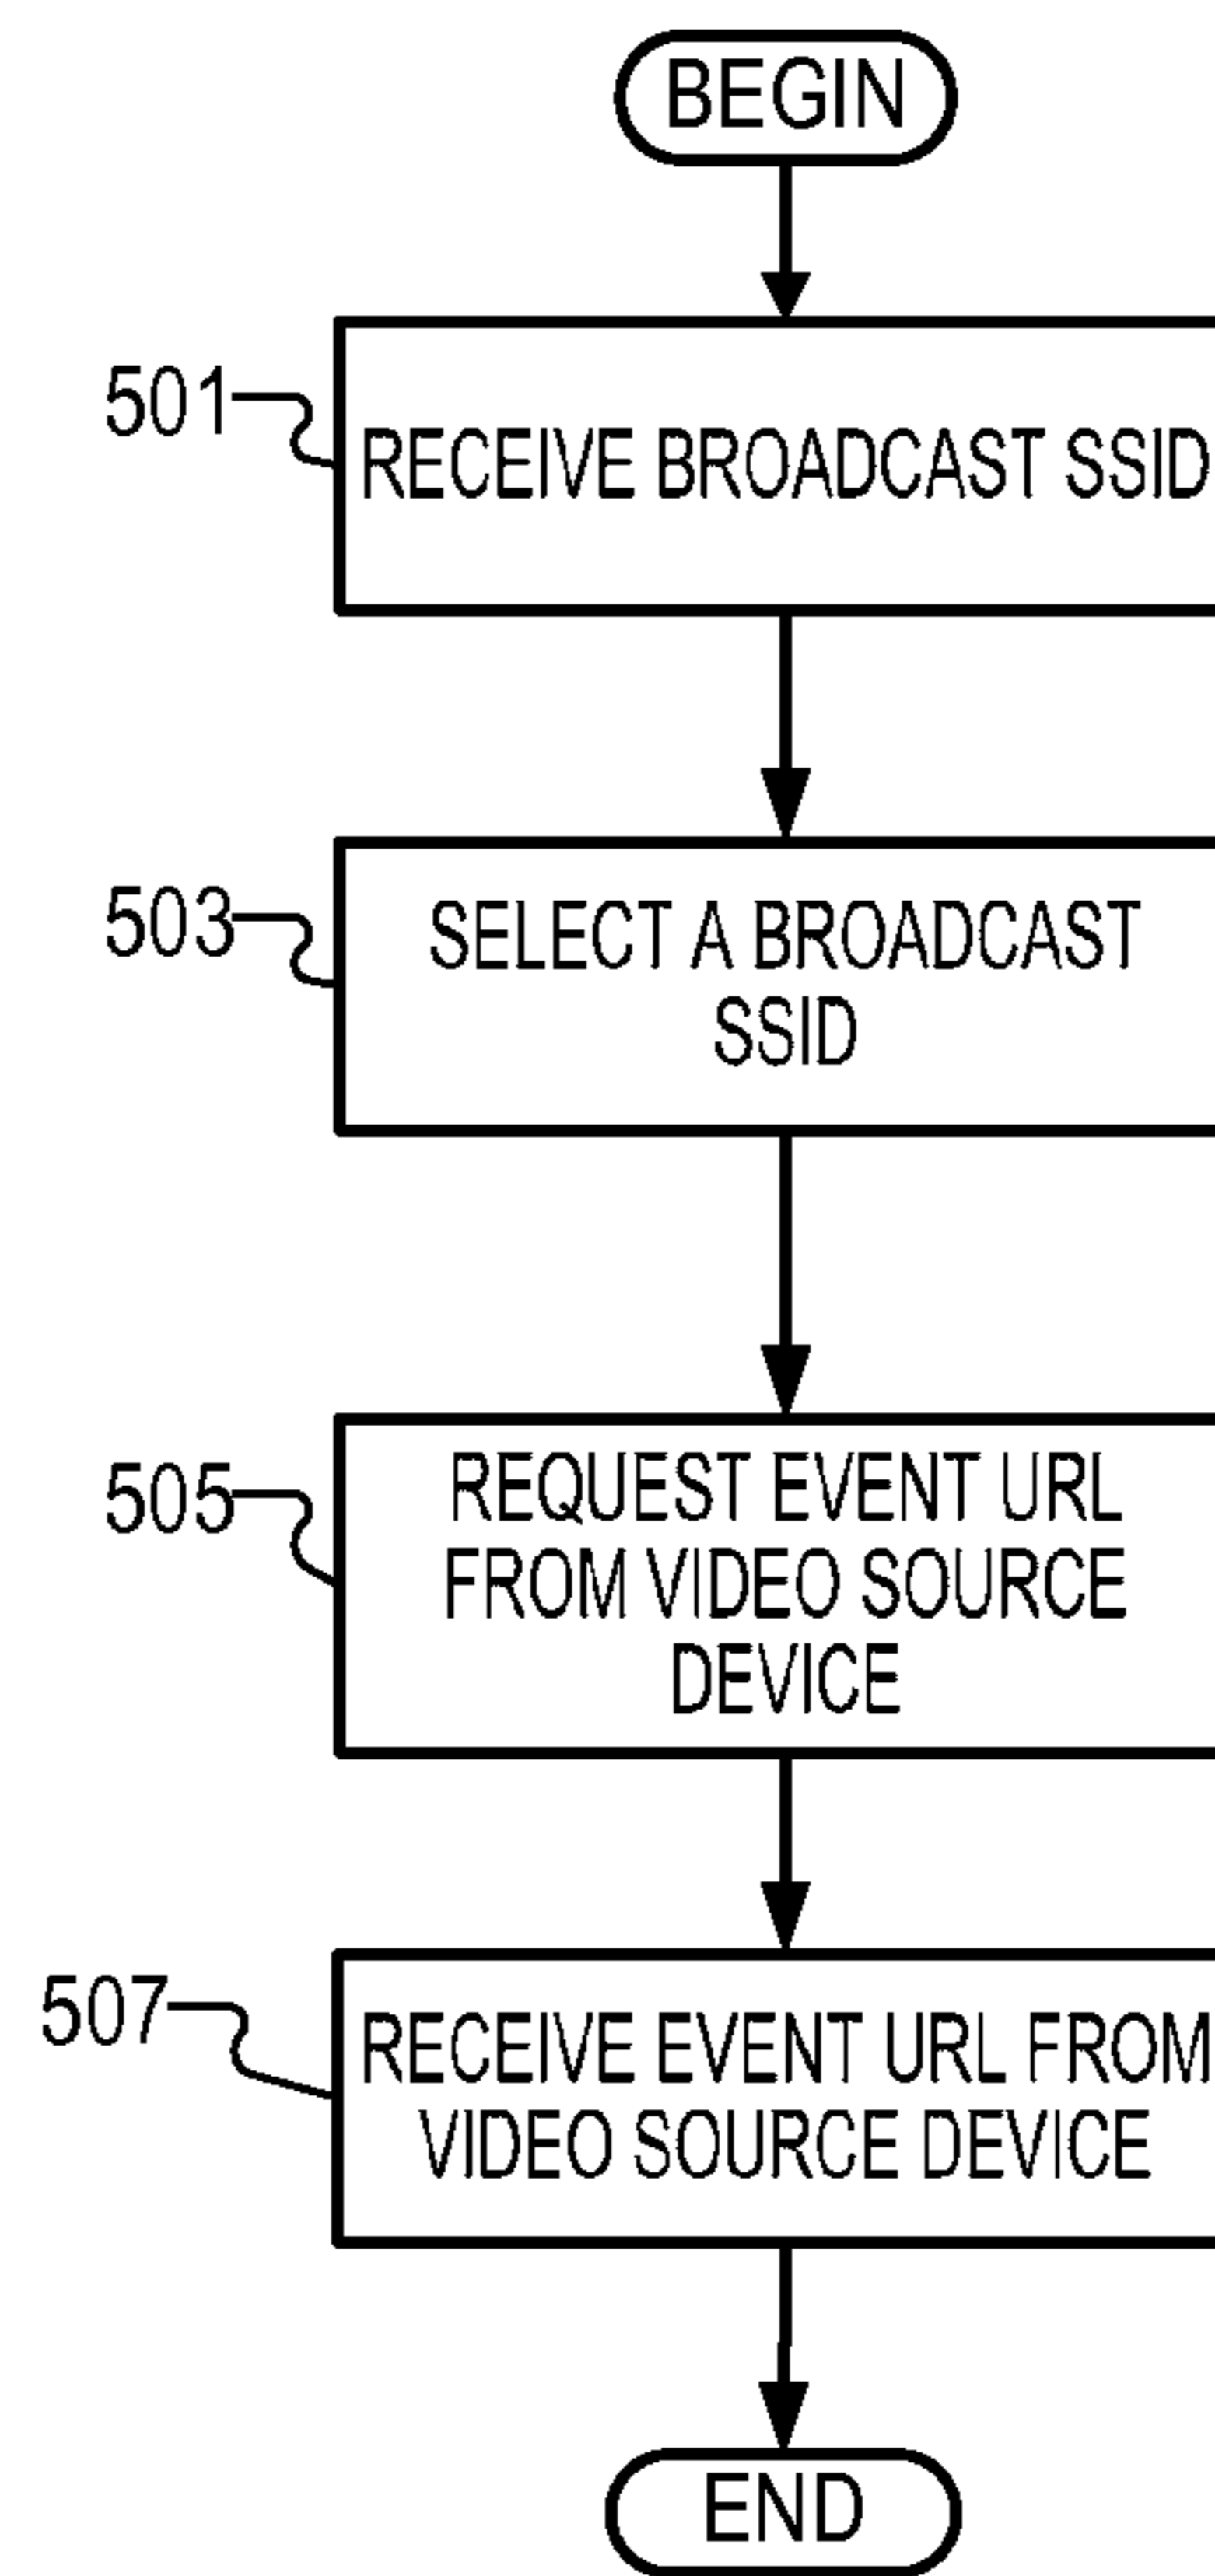 BEGIN
501
RECEIVE BROADCAST SSID
503
SELECT A BROADCAST
SSID
505
REQUEST EVENT URL
FROM VIDEO SOURCE
DEVICE
507
RECEIVE EVENT URL FROM
VIDEO SOURCE DEVICE
END